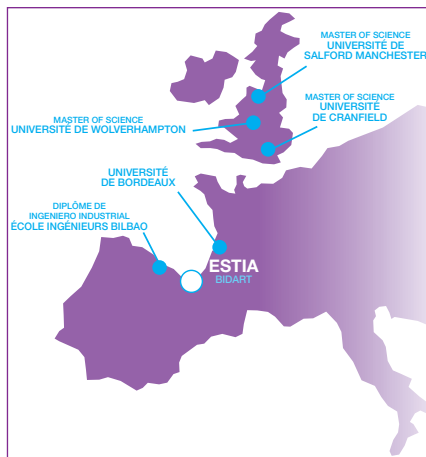 MASTER OF SCIENCE
UNIVERSITÉ DE
SALFORD MANCHESTER
MASTER OF SCIENCE
UNIVERSITÉ DE WOLVERHAMPTON
MASTER OF SCIENCE
UNIVERSITÉ
DE CRANFIELD
UNIVERSITÉ
DE BORDEAUX
DIPLÔME DE
INGENIERO INDUSTRIAL
ÉCOLE INGÉNIEURS BILBAO
ESTIA
BIDART